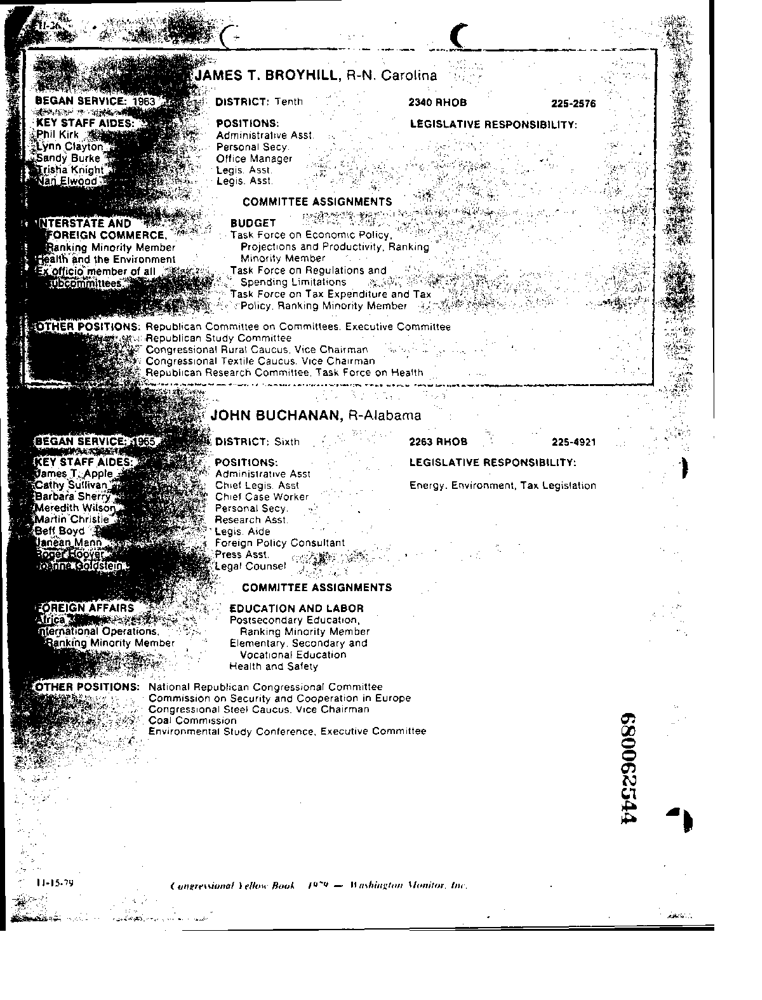 II-26
JAMES T. BROYHILL, R-N. Carolina
BEGAN SERVICE: 1963 DISTRICT: Tenth 2340 RHOB 225-2576
KEY STAFF AIDES: POSITIONS: LEGISLATIVE RESPONSIBILITY:
Phil Kirk Administrative Asst.
Lynn Clayton Personal Secy.
Sandy Burke Office Manager
Trisha Knight Legis. Asst.
Nan Elwood Legis. Asst.
COMMITTEE ASSIGNMENTS
INTERSTATE AND
FOREIGN COMMERCE,
Ranking Minority Member
Health and the Environment
Ex officio member of all
subcommittees
BUDGET
Task Force on Economic Policy,
Projections and Productivity, Ranking
Minority Member
Task Force on Regulations and
Spending Limitations
Task Force on Tax Expenditure and Tax
Policy, Ranking Minority Member
OTHER POSITIONS: Republican Committee on Committees, Executive Committee
Republican Study Committee
Congressional Rural Caucus, Vice Chairman
Congressional Textile Caucus, Vice Chairman
Republican Research Committee, Task Force on Health
JOHN BUCHANAN, R-Alabama
BEGAN SERVICE: 1965 DISTRICT: Sixth 2263 RHOB 225-4921
KEY STAFF AIDES: POSITIONS: LEGISLATIVE RESPONSIBILITY:
James T. Apple Administrative Asst
Cathy Sullivan Chief Legis. Asst Energy, Environment, Tax Legislation
Barbara Sherry Chief Case Worker
Meredith Wilson Personal Secy.
Martin Christie Research Asst.
Beff Boyd Legis. Aide
Janean Mann Foreign Policy Consultant
Roger Hoover Press Asst.
Joanne Goldstein Legal Counsel
COMMITTEE ASSIGNMENTS
FOREIGN AFFAIRS
Africa
International Operations,
Ranking Minority Member
EDUCATION AND LABOR
Postsecondary Education,
Ranking Minority Member
Elementary, Secondary and
Vocational Education
Health and Safety
OTHER POSITIONS: National Republican Congressional Committee
Commission on Security and Cooperation in Europe
Congressional Steel Caucus, Vice Chairman
Coal Commission
Environmental Study Conference, Executive Committee
680062544
11-15-79
Congressional Yellow Book 1979 — Washington Monitor, Inc.